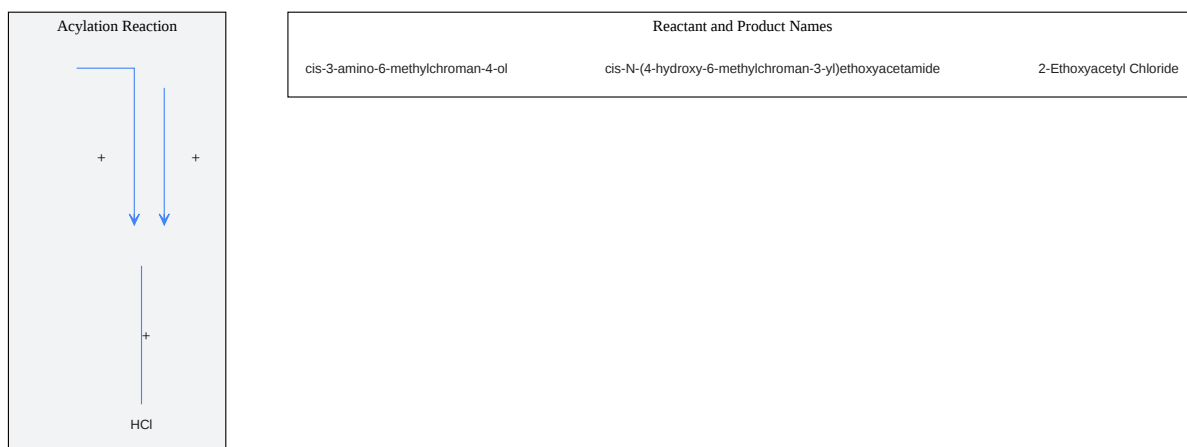 Acylation Reaction
+ +
+
HCl
Reactant and Product Names
cis-3-amino-6-methylchroman-4-ol cis-N-(4-hydroxy-6-methylchroman-3-yl)ethoxyacetamide 2-Ethoxyacetyl Chloride